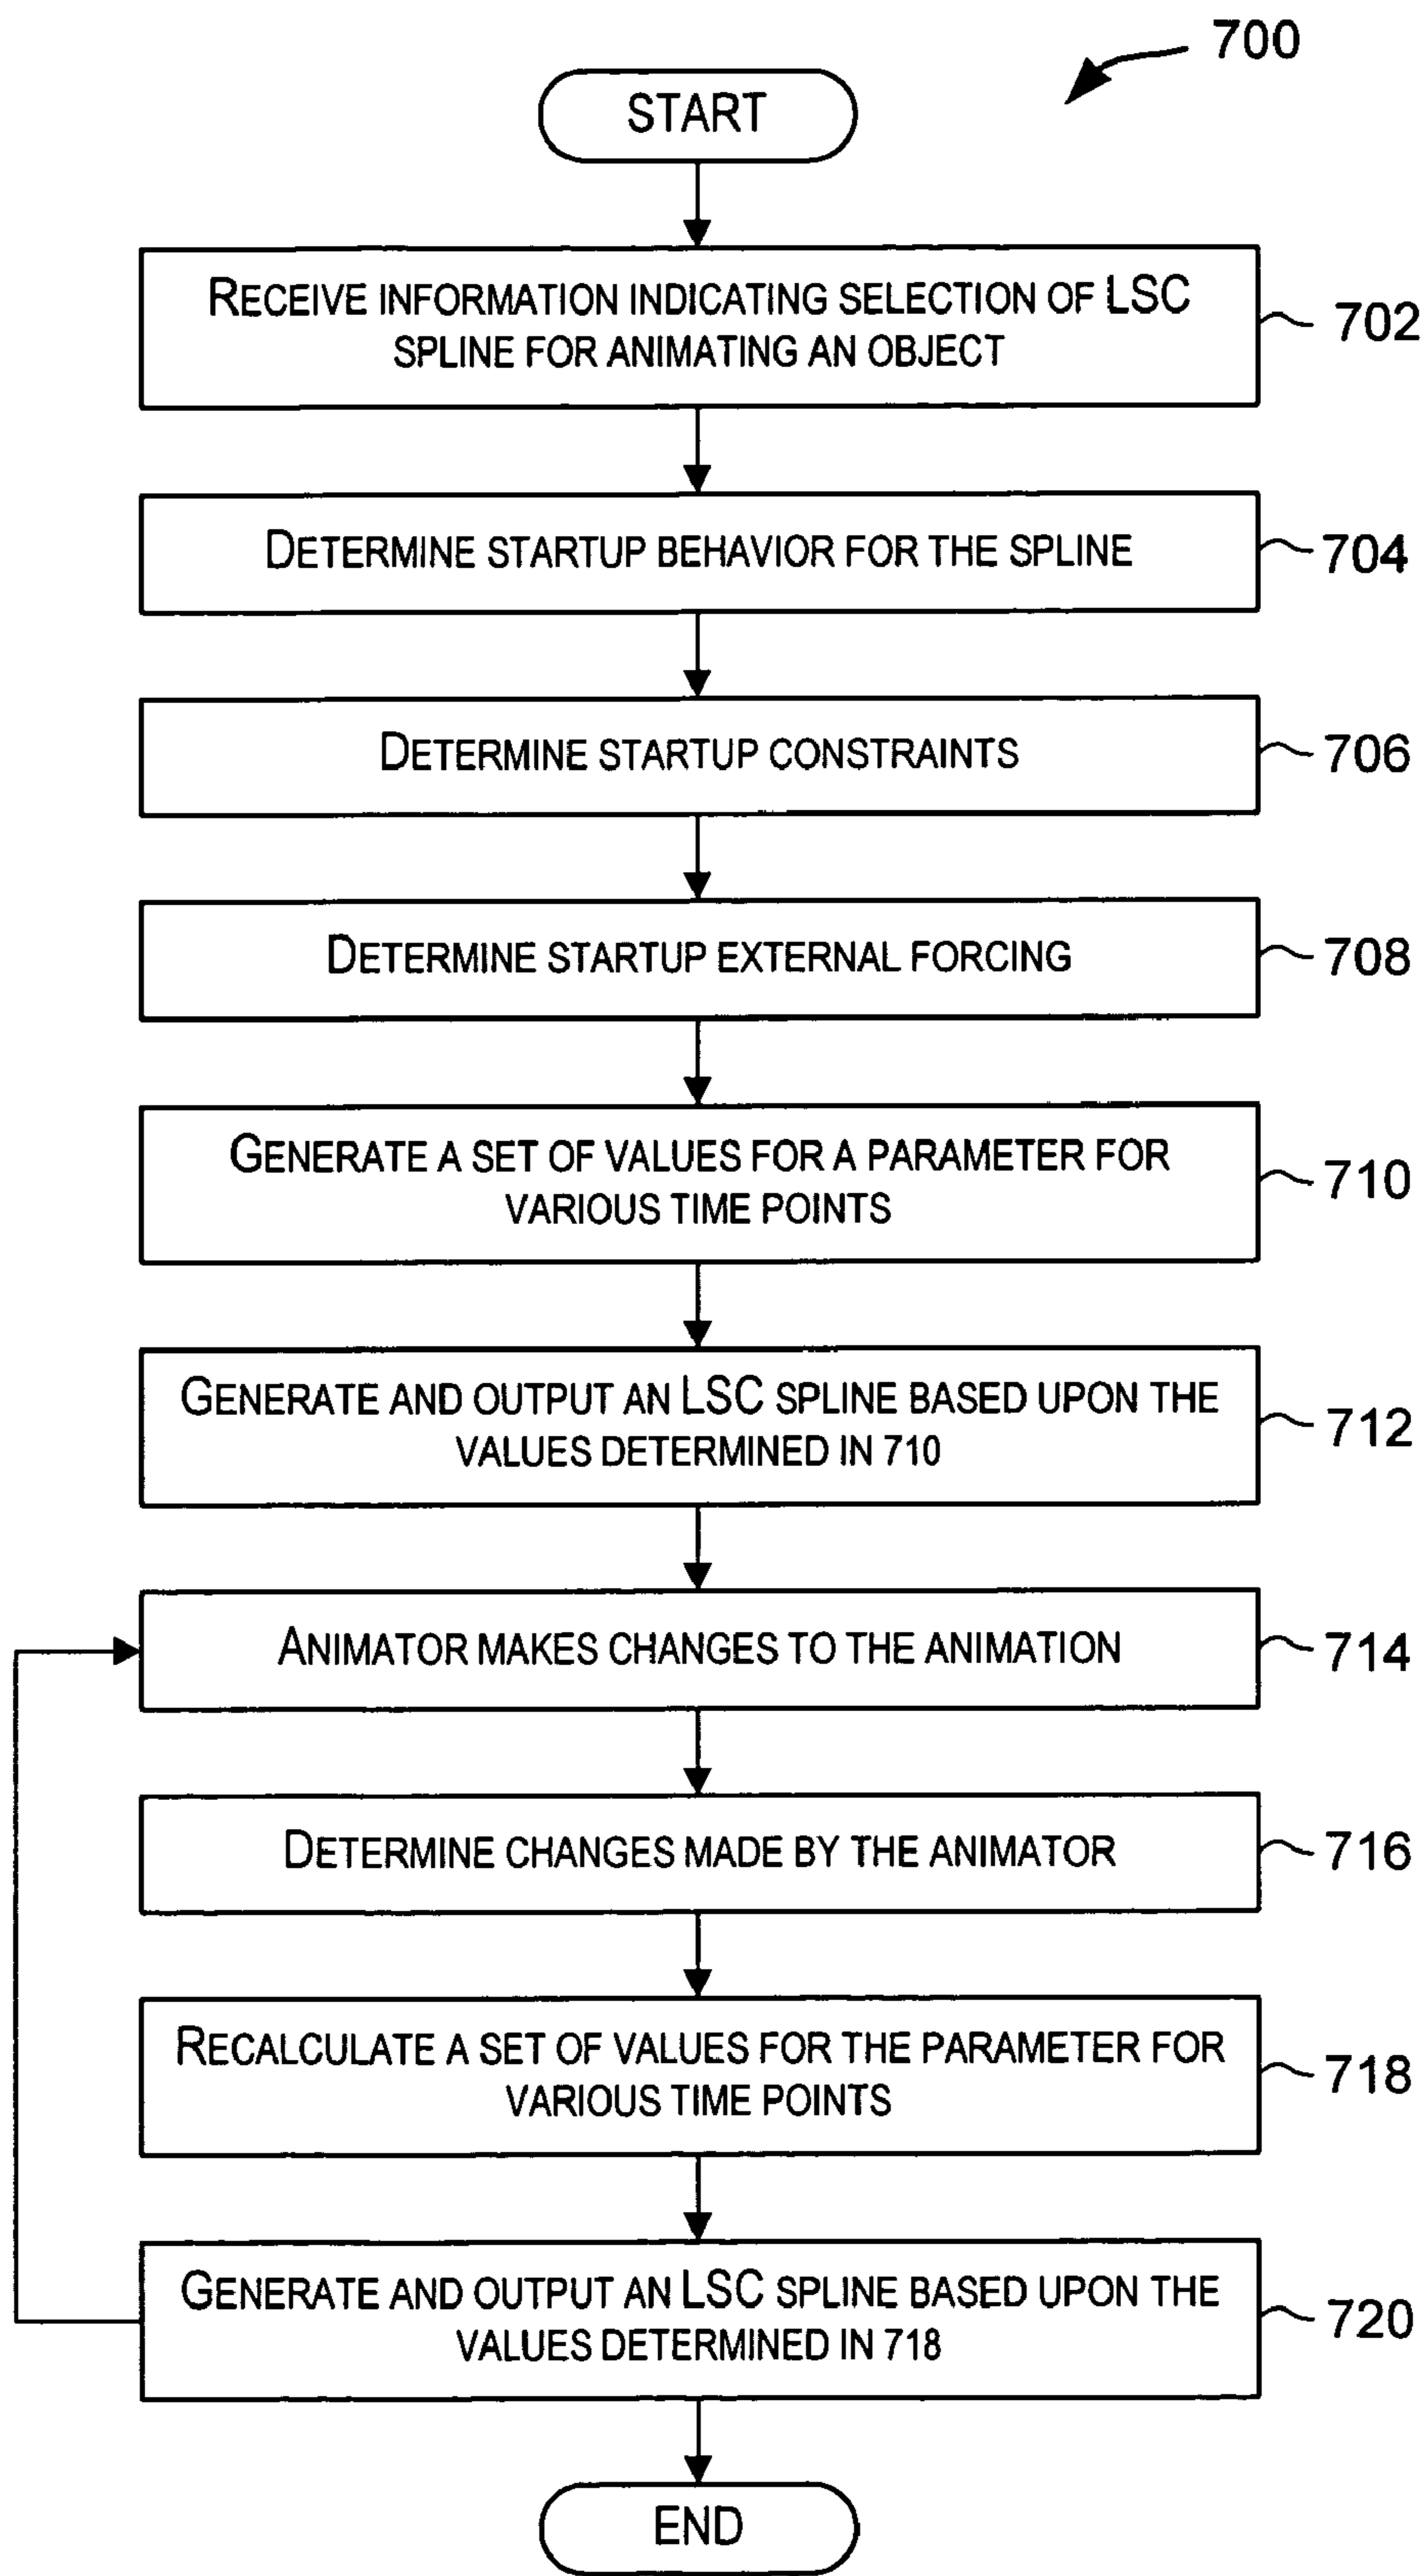 700
START
RECEIVE INFORMATION INDICATING SELECTION OF LSC
SPLINE FOR ANIMATING AN OBJECT
702
DETERMINE STARTUP BEHAVIOR FOR THE SPLINE
704
DETERMINE STARTUP CONSTRAINTS
706
DETERMINE STARTUP EXTERNAL FORCING
708
GENERATE A SET OF VALUES FOR A PARAMETER FOR
VARIOUS TIME POINTS
710
GENERATE AND OUTPUT AN LSC SPLINE BASED UPON THE
VALUES DETERMINED IN 710
712
ANIMATOR MAKES CHANGES TO THE ANIMATION
714
DETERMINE CHANGES MADE BY THE ANIMATOR
716
RECALCULATE A SET OF VALUES FOR THE PARAMETER FOR
VARIOUS TIME POINTS
718
GENERATE AND OUTPUT AN LSC SPLINE BASED UPON THE
VALUES DETERMINED IN 718
720
END